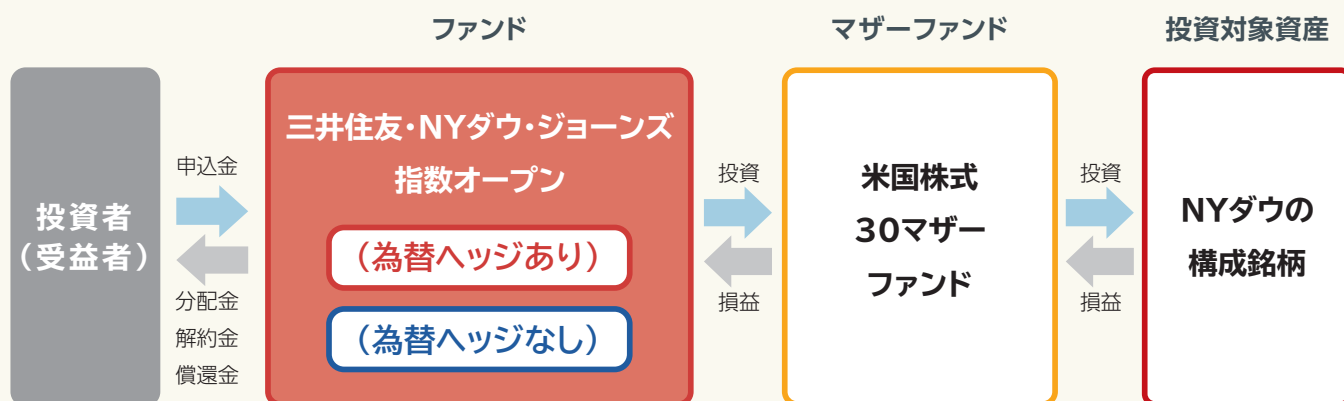 ファンド
マザーファンド
投資対象資産
投資者
（受益者）
申込金
分配金
解約金
償還金
三井住友・NYダウ・ジョーンズ
指数オープン
（為替ヘッジあり）
（為替ヘッジなし）
投資
損益
米国株式
30マザー
ファンド
投資
損益
NYダウの
構成銘柄